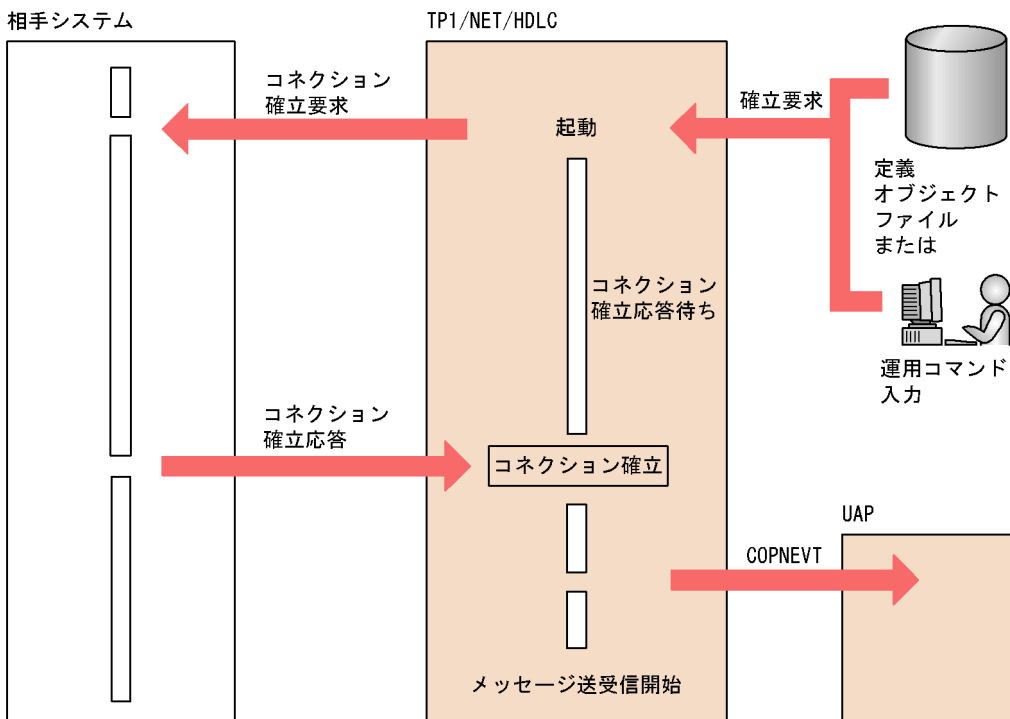 相手システム
TP1/NET/HDLC
コネクション
確立要求
起動
確立要求
定義
オブジェクト
ファイル
または
コネクション
確立応答待ち
運用コマンド
入力
コネクション
確立応答
コネクション確立
UAP
COPNEVT
メッセージ送受信開始